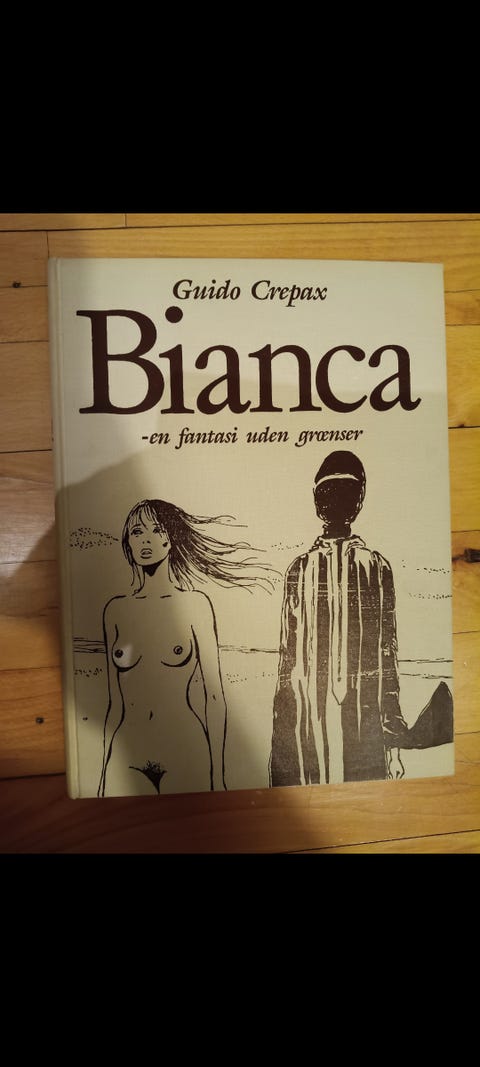 Guido Crepax
Bianca
-en fantasi uden grænser